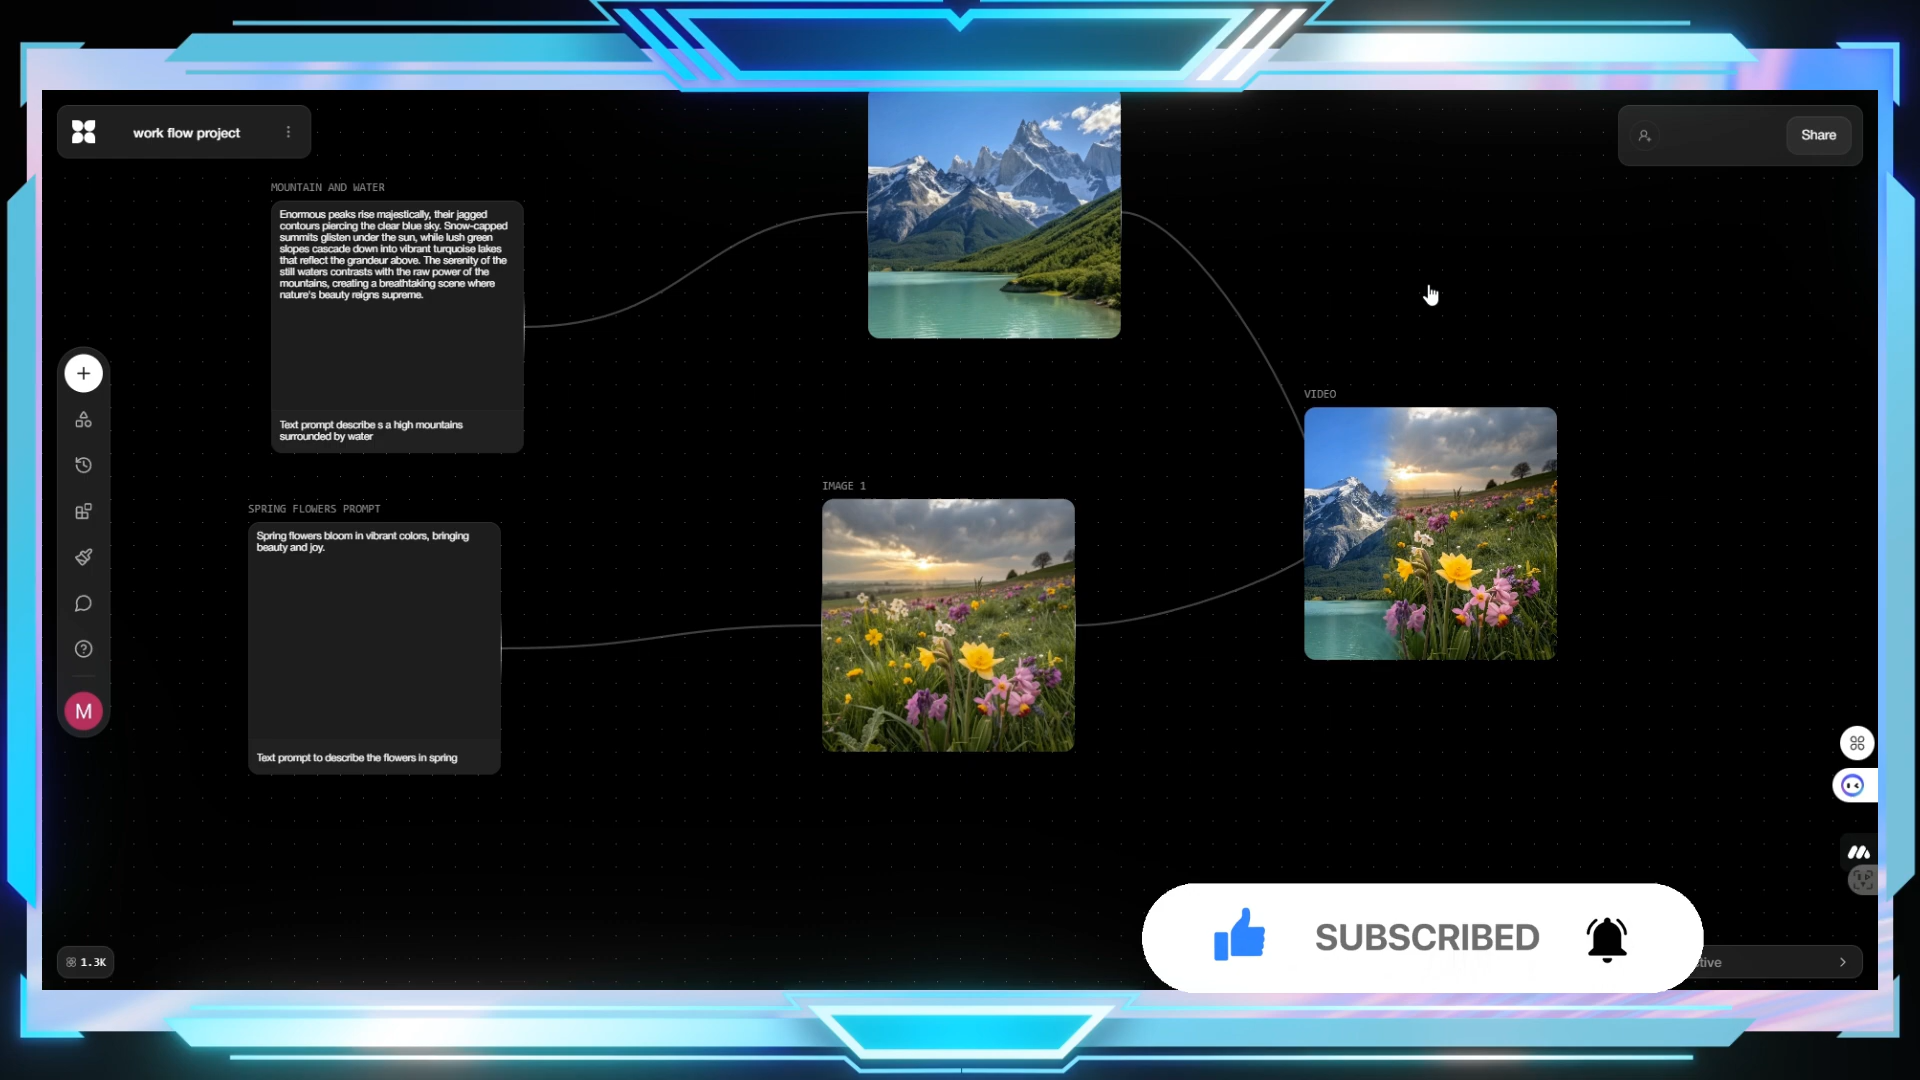 work flow project
Share
MOUNTAIN AND WATER
Enormous peaks rise majestically, their jagged
contours piercing the clear blue sky. Snow-capped
summits glisten under the sun, while lush green
slopes cascade down into vibrant turquoise lakes
that reflect the grandeur above. The serenity of the
still waters contrasts with the raw power of the
mountains, creating a breathtaking scene where
nature's beauty reigns supreme.
Text prompt describe s a high mountains
surrounded by water
VIDEO
IMAGE 1
SPRING FLOWERS PROMPT
Spring flowers bloom in vibrant colors, bringing
beauty and joy.
Text prompt to describe the flowers in spring
M
SUBSCRIBED
1.3K
tive